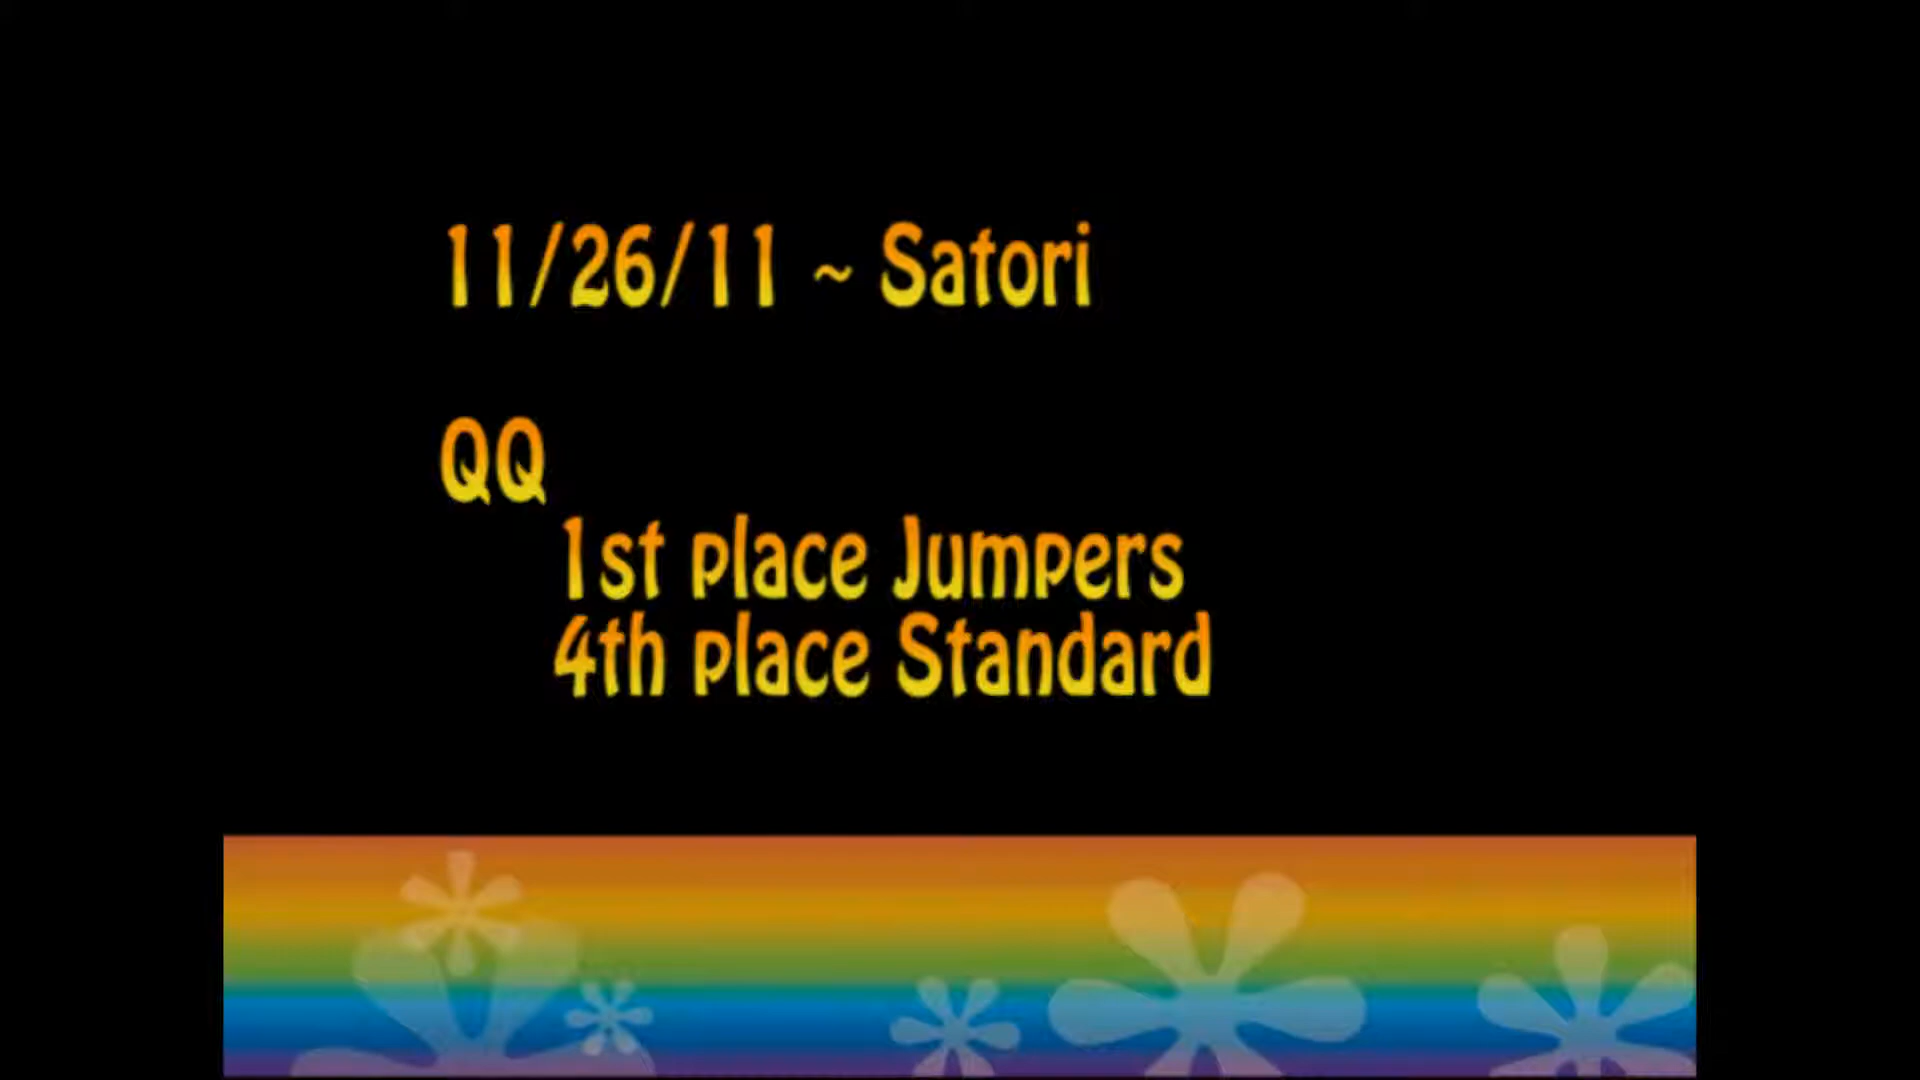 11/26/11 ~ Satori
QQ
1st place Jumpers
4th place Standard